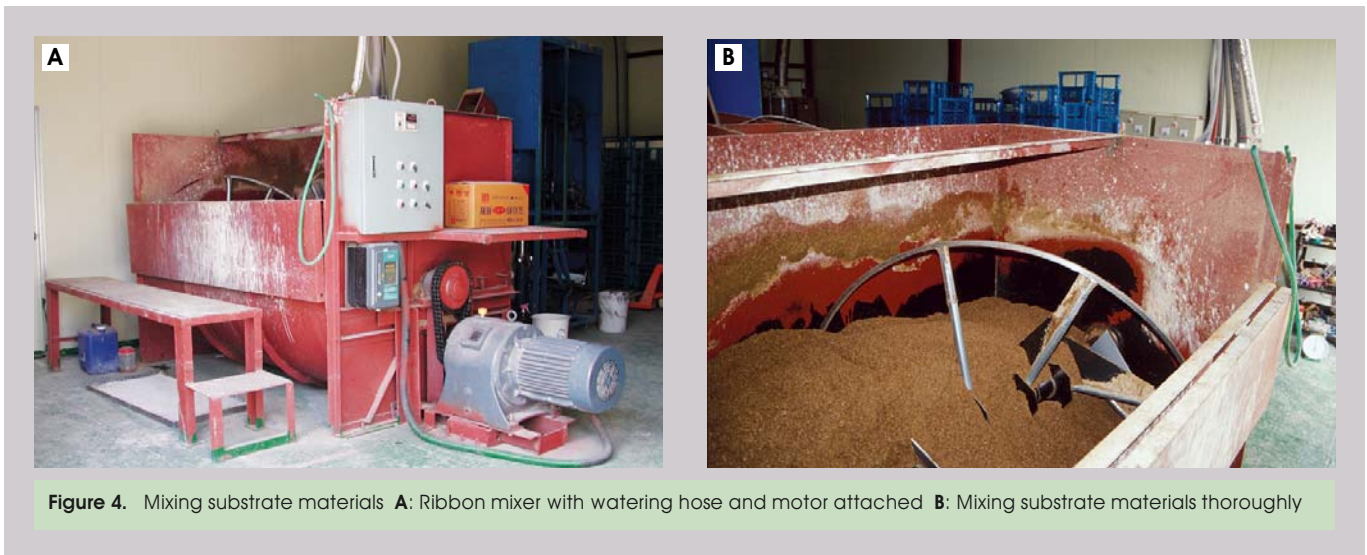 A
B
Figure 4. Mixing substrate materials A: Ribbon mixer with watering hose and motor attached B: Mixing substrate materials thoroughly